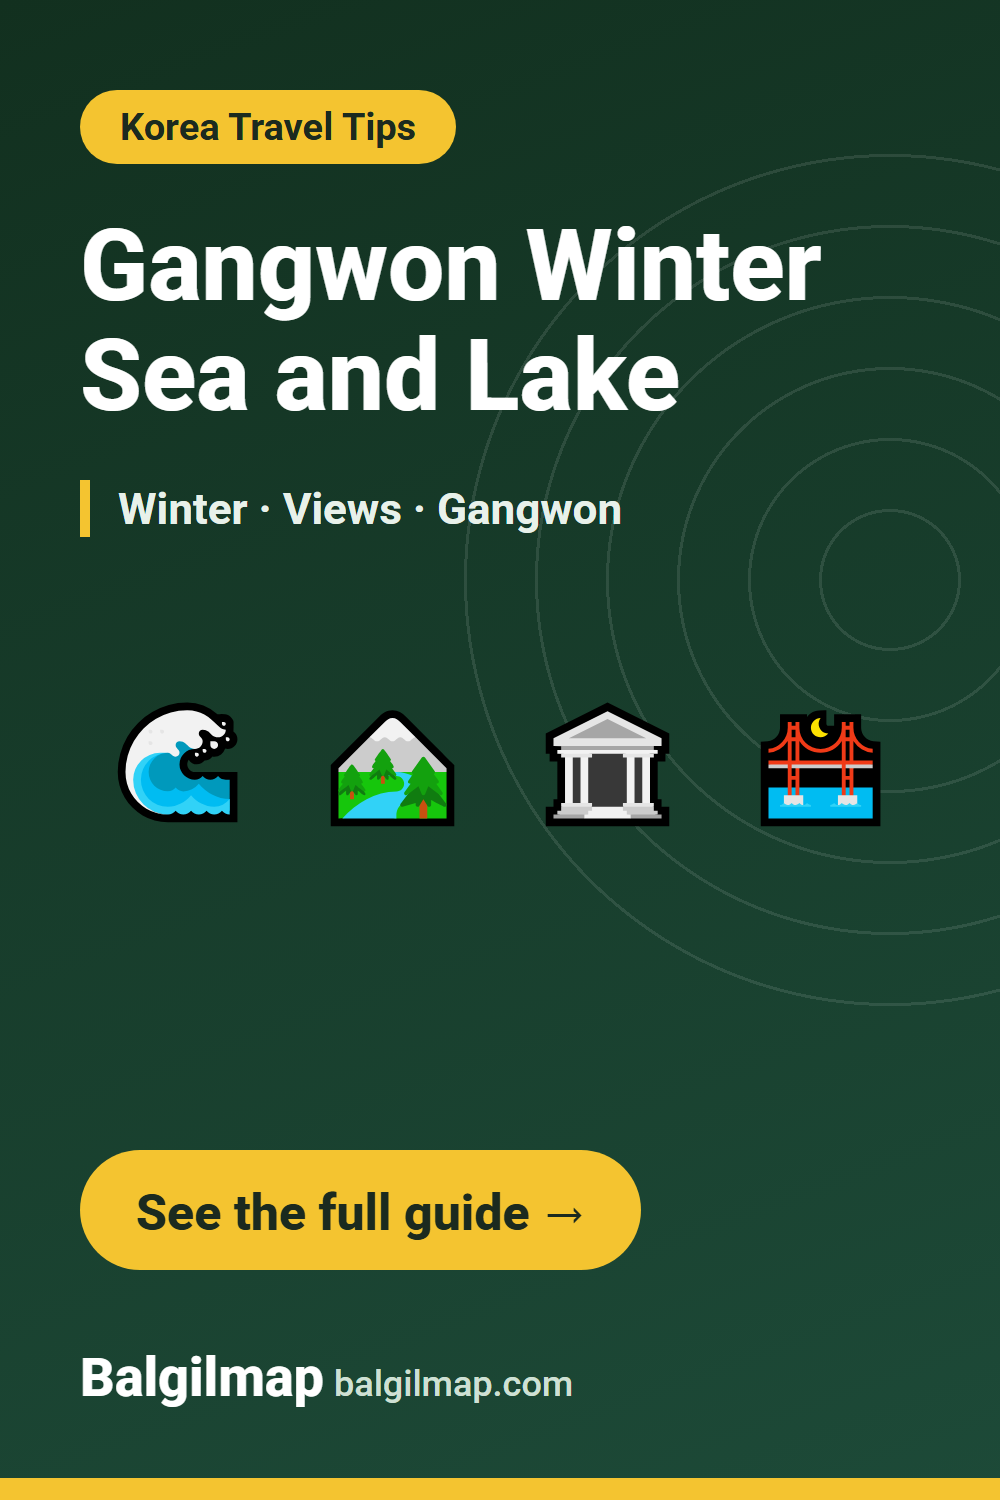 Korea Travel Tips
Gangwon Winter
Sea and Lake
Winter · Views · Gangwon
See the full guide →
Balgilmap balgilmap.com